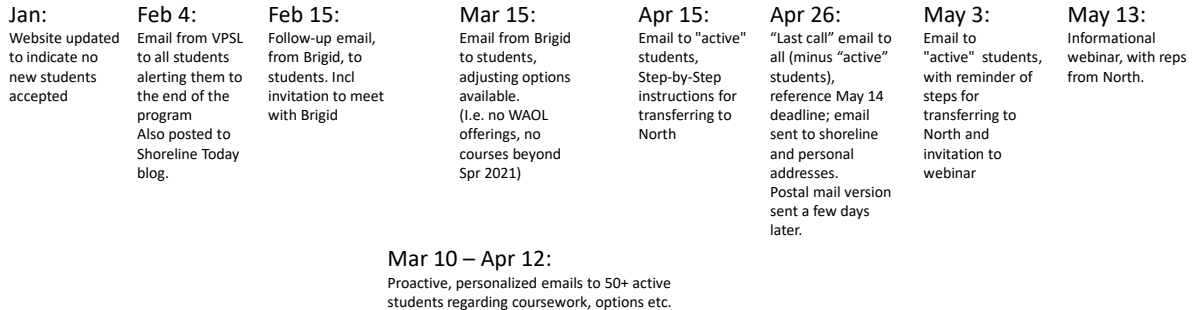 Jan:
Website updated
to indicate no
new students
accepted
Feb 4:
Email from VPSL
to all students
alerting them to
the end of the
program
Also posted to
Shoreline Today
blog.
Feb 15:
Follow-up email,
from Brigid, to
students. Incl
invitation to meet
with Brigid
Mar 15:
Email from Brigid
to students,
adjusting options
available.
(I.e. no WAOL
offerings, no
courses beyond
Spr 2021)
Apr 15:
Email to "active"
students,
Step-by-Step
instructions for
transferring to
North
Apr 26:
“Last call” email to
all (minus “active”
students),
reference May 14
deadline; email
sent to shoreline
and personal
addresses.
Postal mail version
sent a few days
later.
May 3:
Email to
"active" students,
with reminder of
steps for
transferring to
North and
invitation to
webinar
May 13:
Informational
webinar, with reps
from North.
Mar 10 – Apr 12:
Proactive, personalized emails to 50+ active
students regarding coursework, options etc.